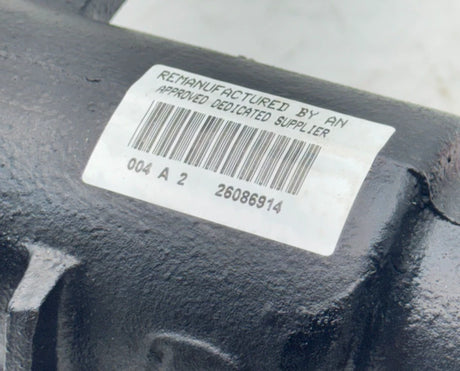 REMANUFACTURED BY AN
APPROVED DEDICATED SUPPLIER
004 A 2 26086914